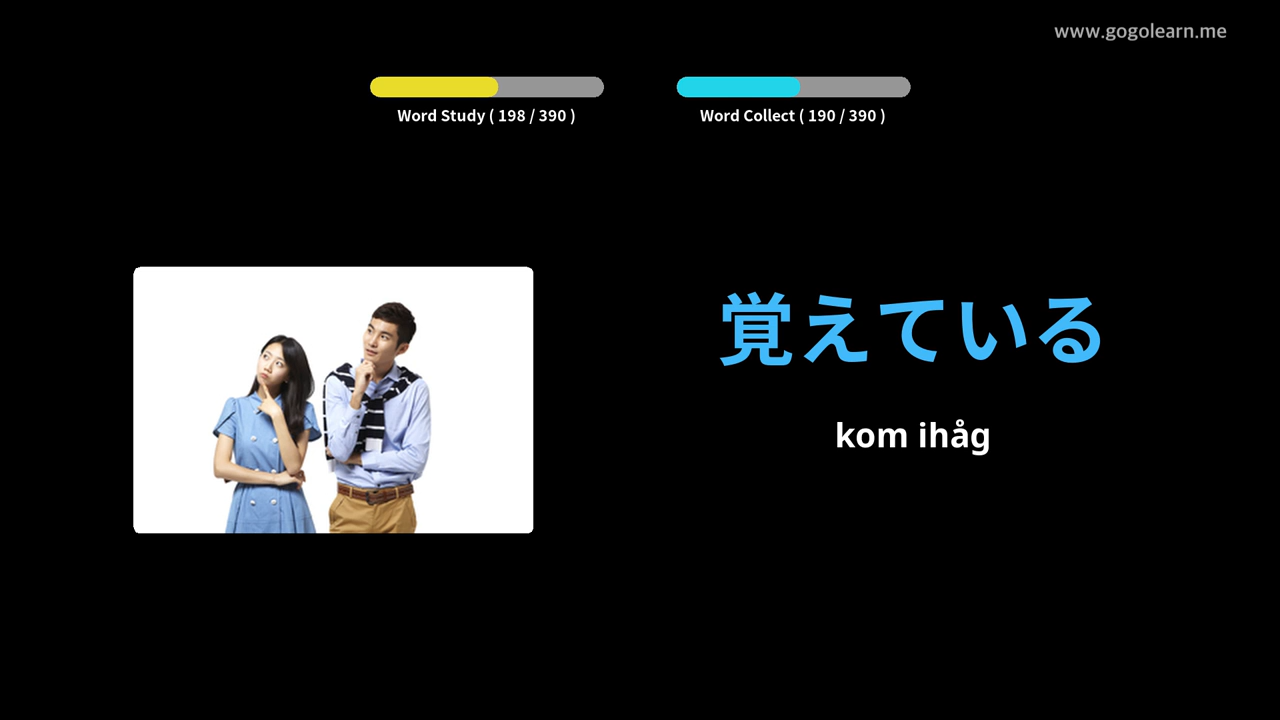 www.gogolearn.me
Word Study ( 198 / 390 )
Word Collect ( 190 / 390 )
覚えている
kom ihåg